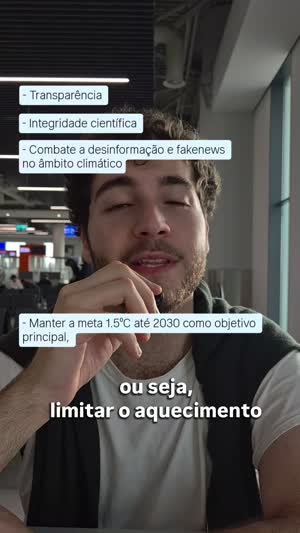 - Transparência
- Integridade científica
- Combate a desinformação e fakenews
no âmbito climático
- Manter a meta 1.5ºC até 2030 como objetivo
principal,
ou seja,
limitar o aquecimento